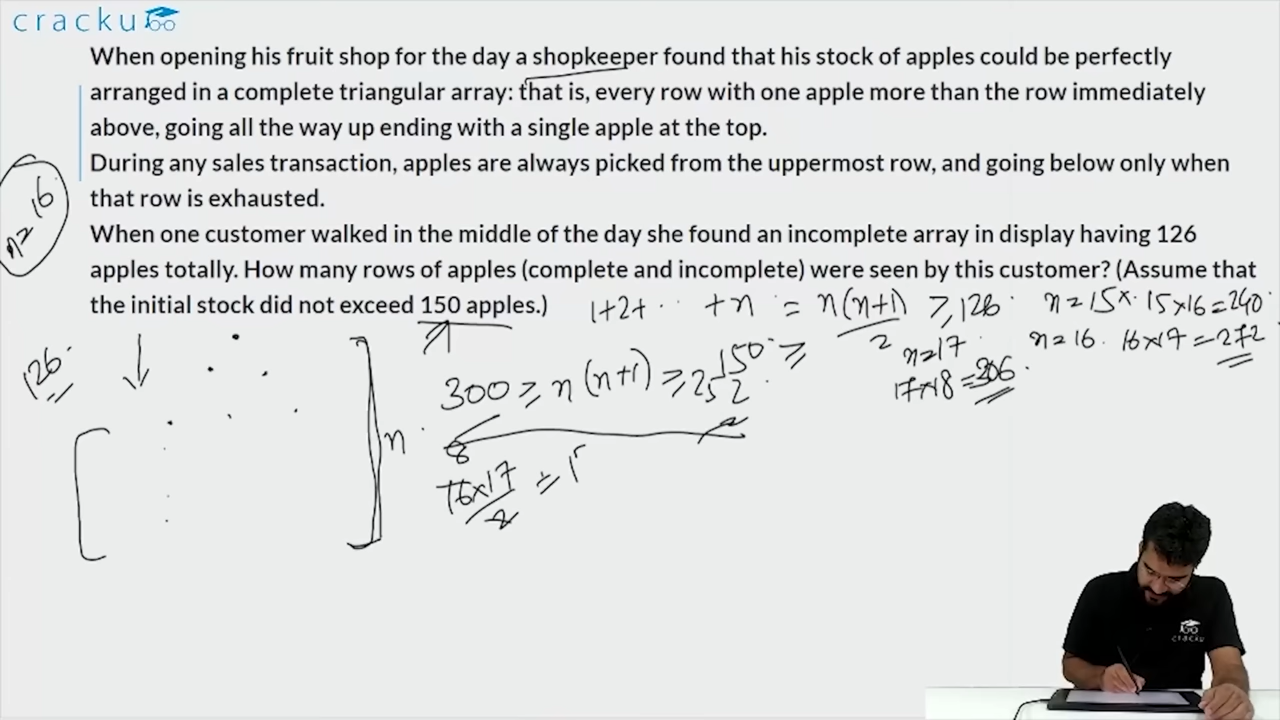 cracku
When opening his fruit shop for the day a shopkeeper found that his stock of apples could be perfectly
arranged in a complete triangular array: that is, every row with one apple more than the row immediately
above, going all the way up ending with a single apple at the top.
During any sales transaction, apples are always picked from the uppermost row, and going below only when
that row is exhausted.
When one customer walked in the middle of the day she found an incomplete array in display having 126
apples totally. How many rows of apples (complete and incomplete) were seen by this customer? (Assume that
the initial stock did not exceed 150 apples.)
n=16
1+2+ ·· +n = n(n+1)/2 ≥ 126
n=15 × 15×16=240
n=16. 16×17=272
n=17
17×18=306
150 ≥
126
n
300 ≥ n(n+1) ≥ 252
8
16×17/2 = 1
cracku